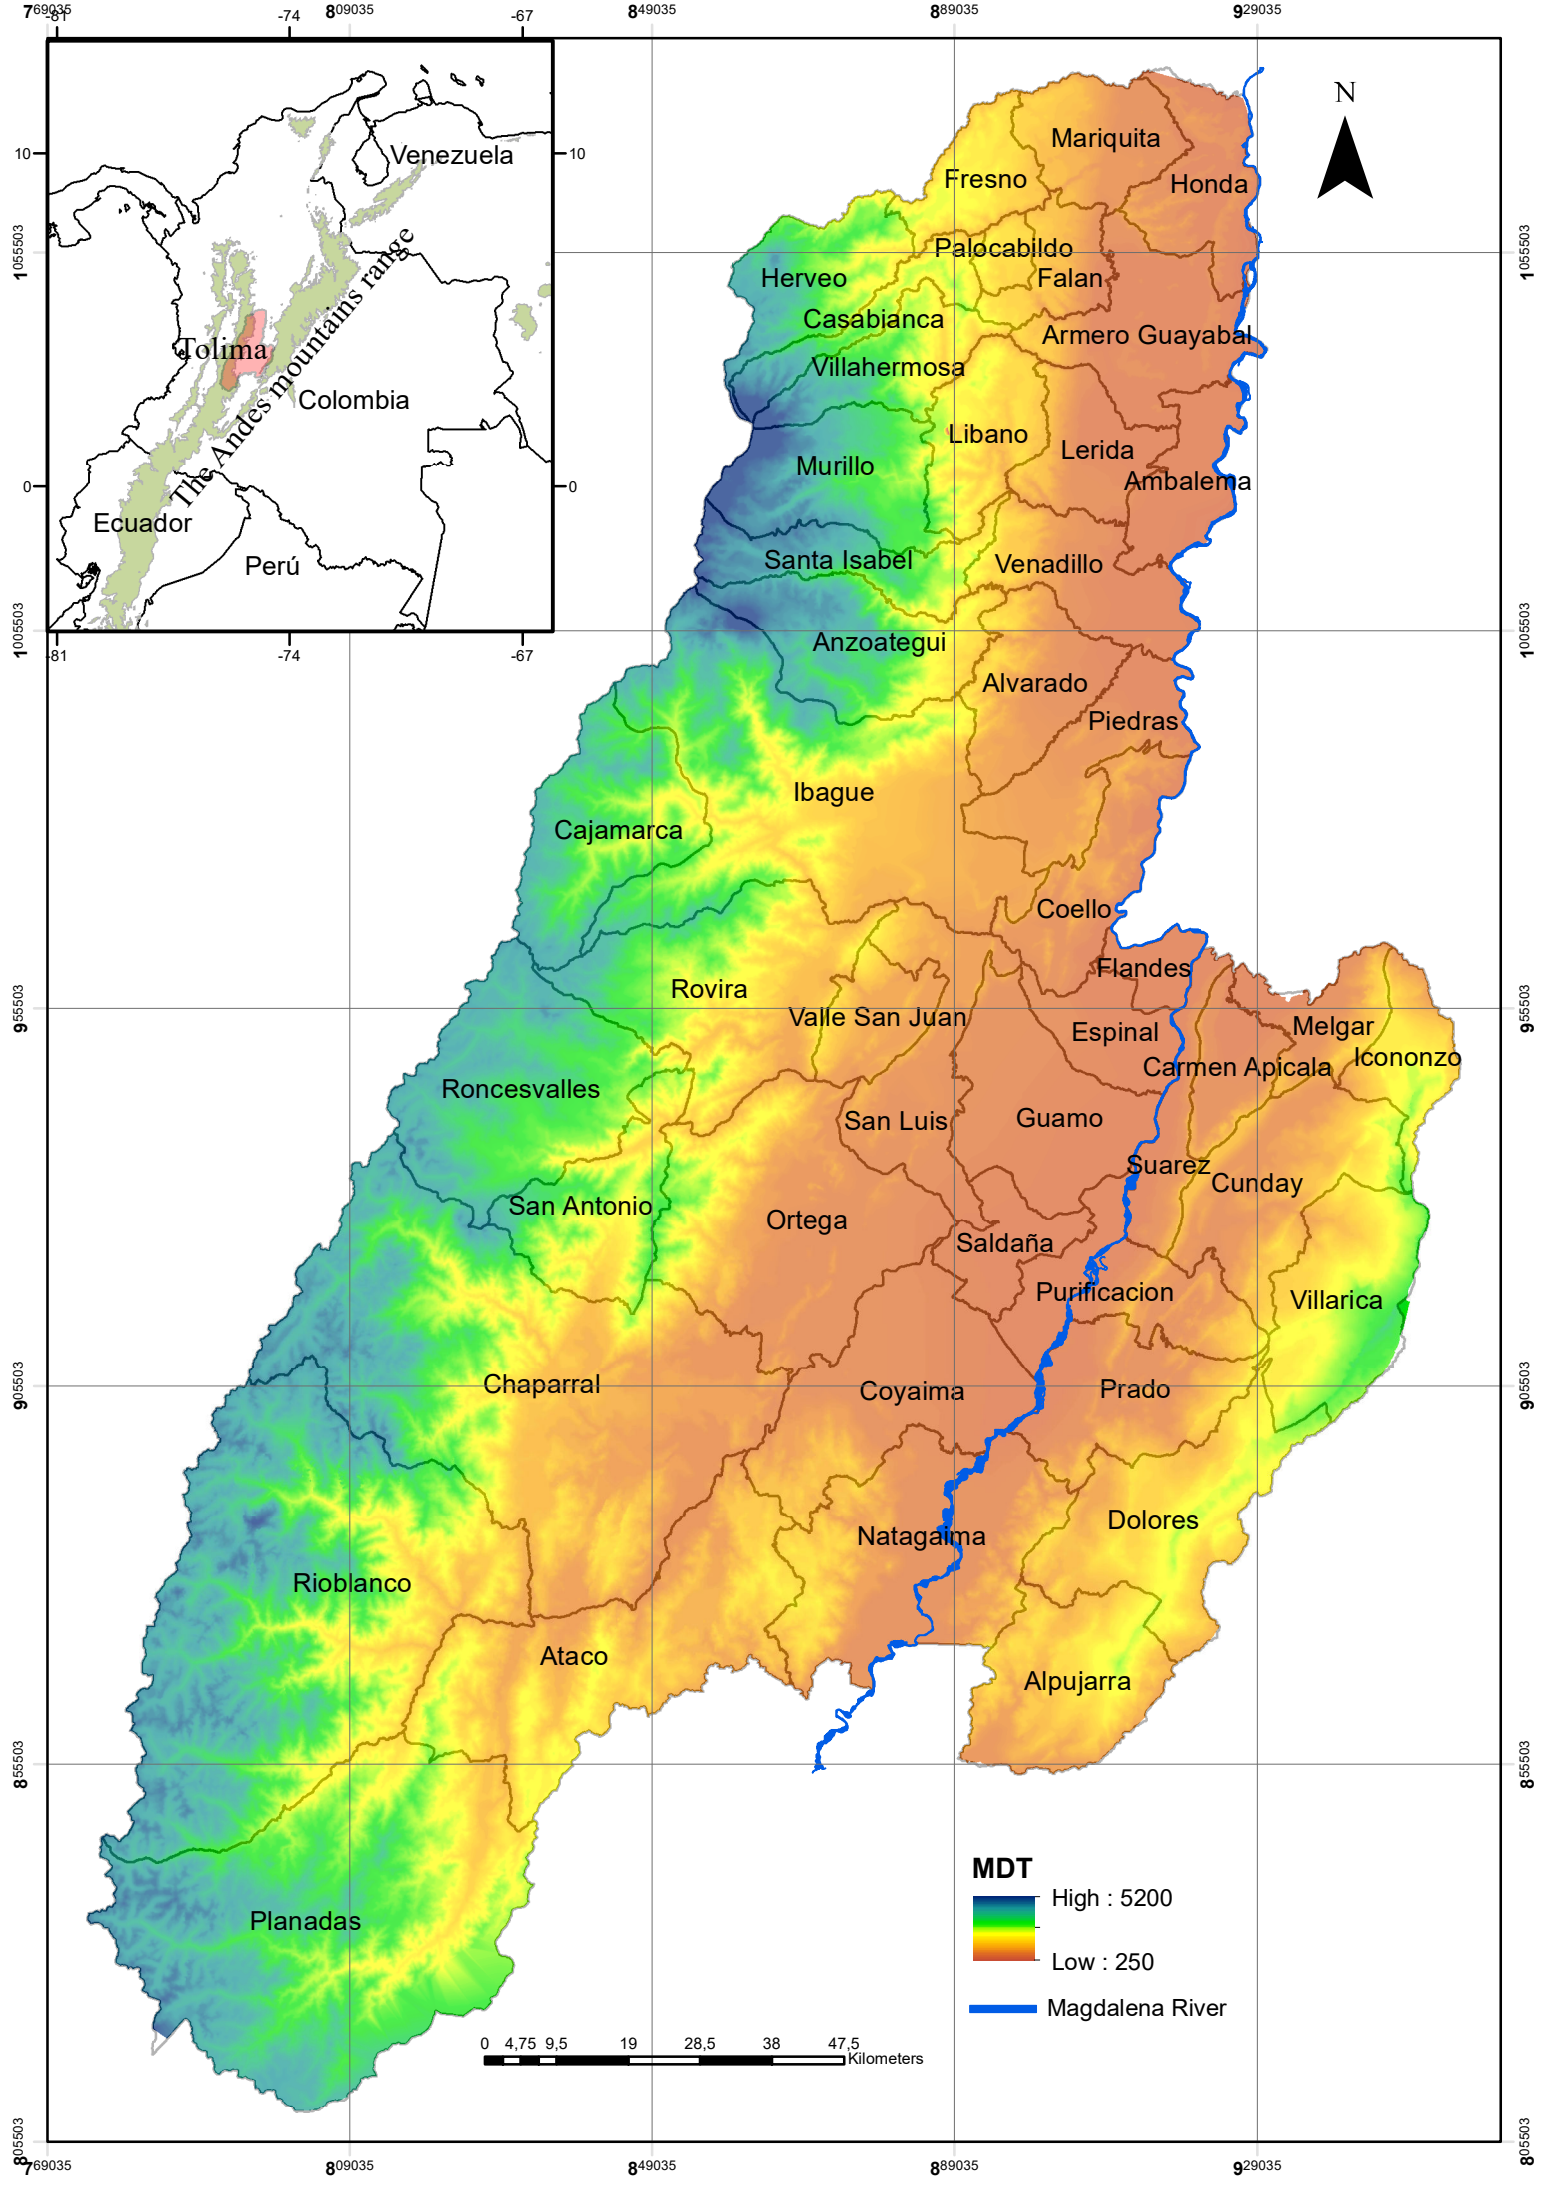 769035 809035 849035 889035 929035
-81 -74 -67
10 10
Venezuela
Tolima
The Andes mountains range
Colombia
0 0
Ecuador
Perú
-81 -74 -67
N
Mariquita
Fresno
Honda
1055503 1055503
Palocabildo
Herveo
Falan
Casabianca
Armero Guayabal
Villahermosa
Libano
Lerida
Murillo
Ambalema
Santa Isabel
Venadillo
1005503 1005503
Anzoategui
Alvarado
Piedras
Ibague
Cajamarca
Coello
Flandes
Rovira
955503 955503
Valle San Juan
Melgar
Espinal
Icononzo
Carmen Apicala
Roncesvalles
San Luis
Guamo
Suarez
Cunday
San Antonio
Ortega
Saldaña
Purificacion
Villarica
Chaparral
905503 905503
Coyaima
Prado
Dolores
Natagaima
Rioblanco
Ataco
Alpujarra
855503 855503
Planadas
MDT
High : 5200
Low : 250
Magdalena River
0 4,75 9,5 19 28,5 38 47,5
Kilometers
805503 805503
769035 809035 849035 889035 929035